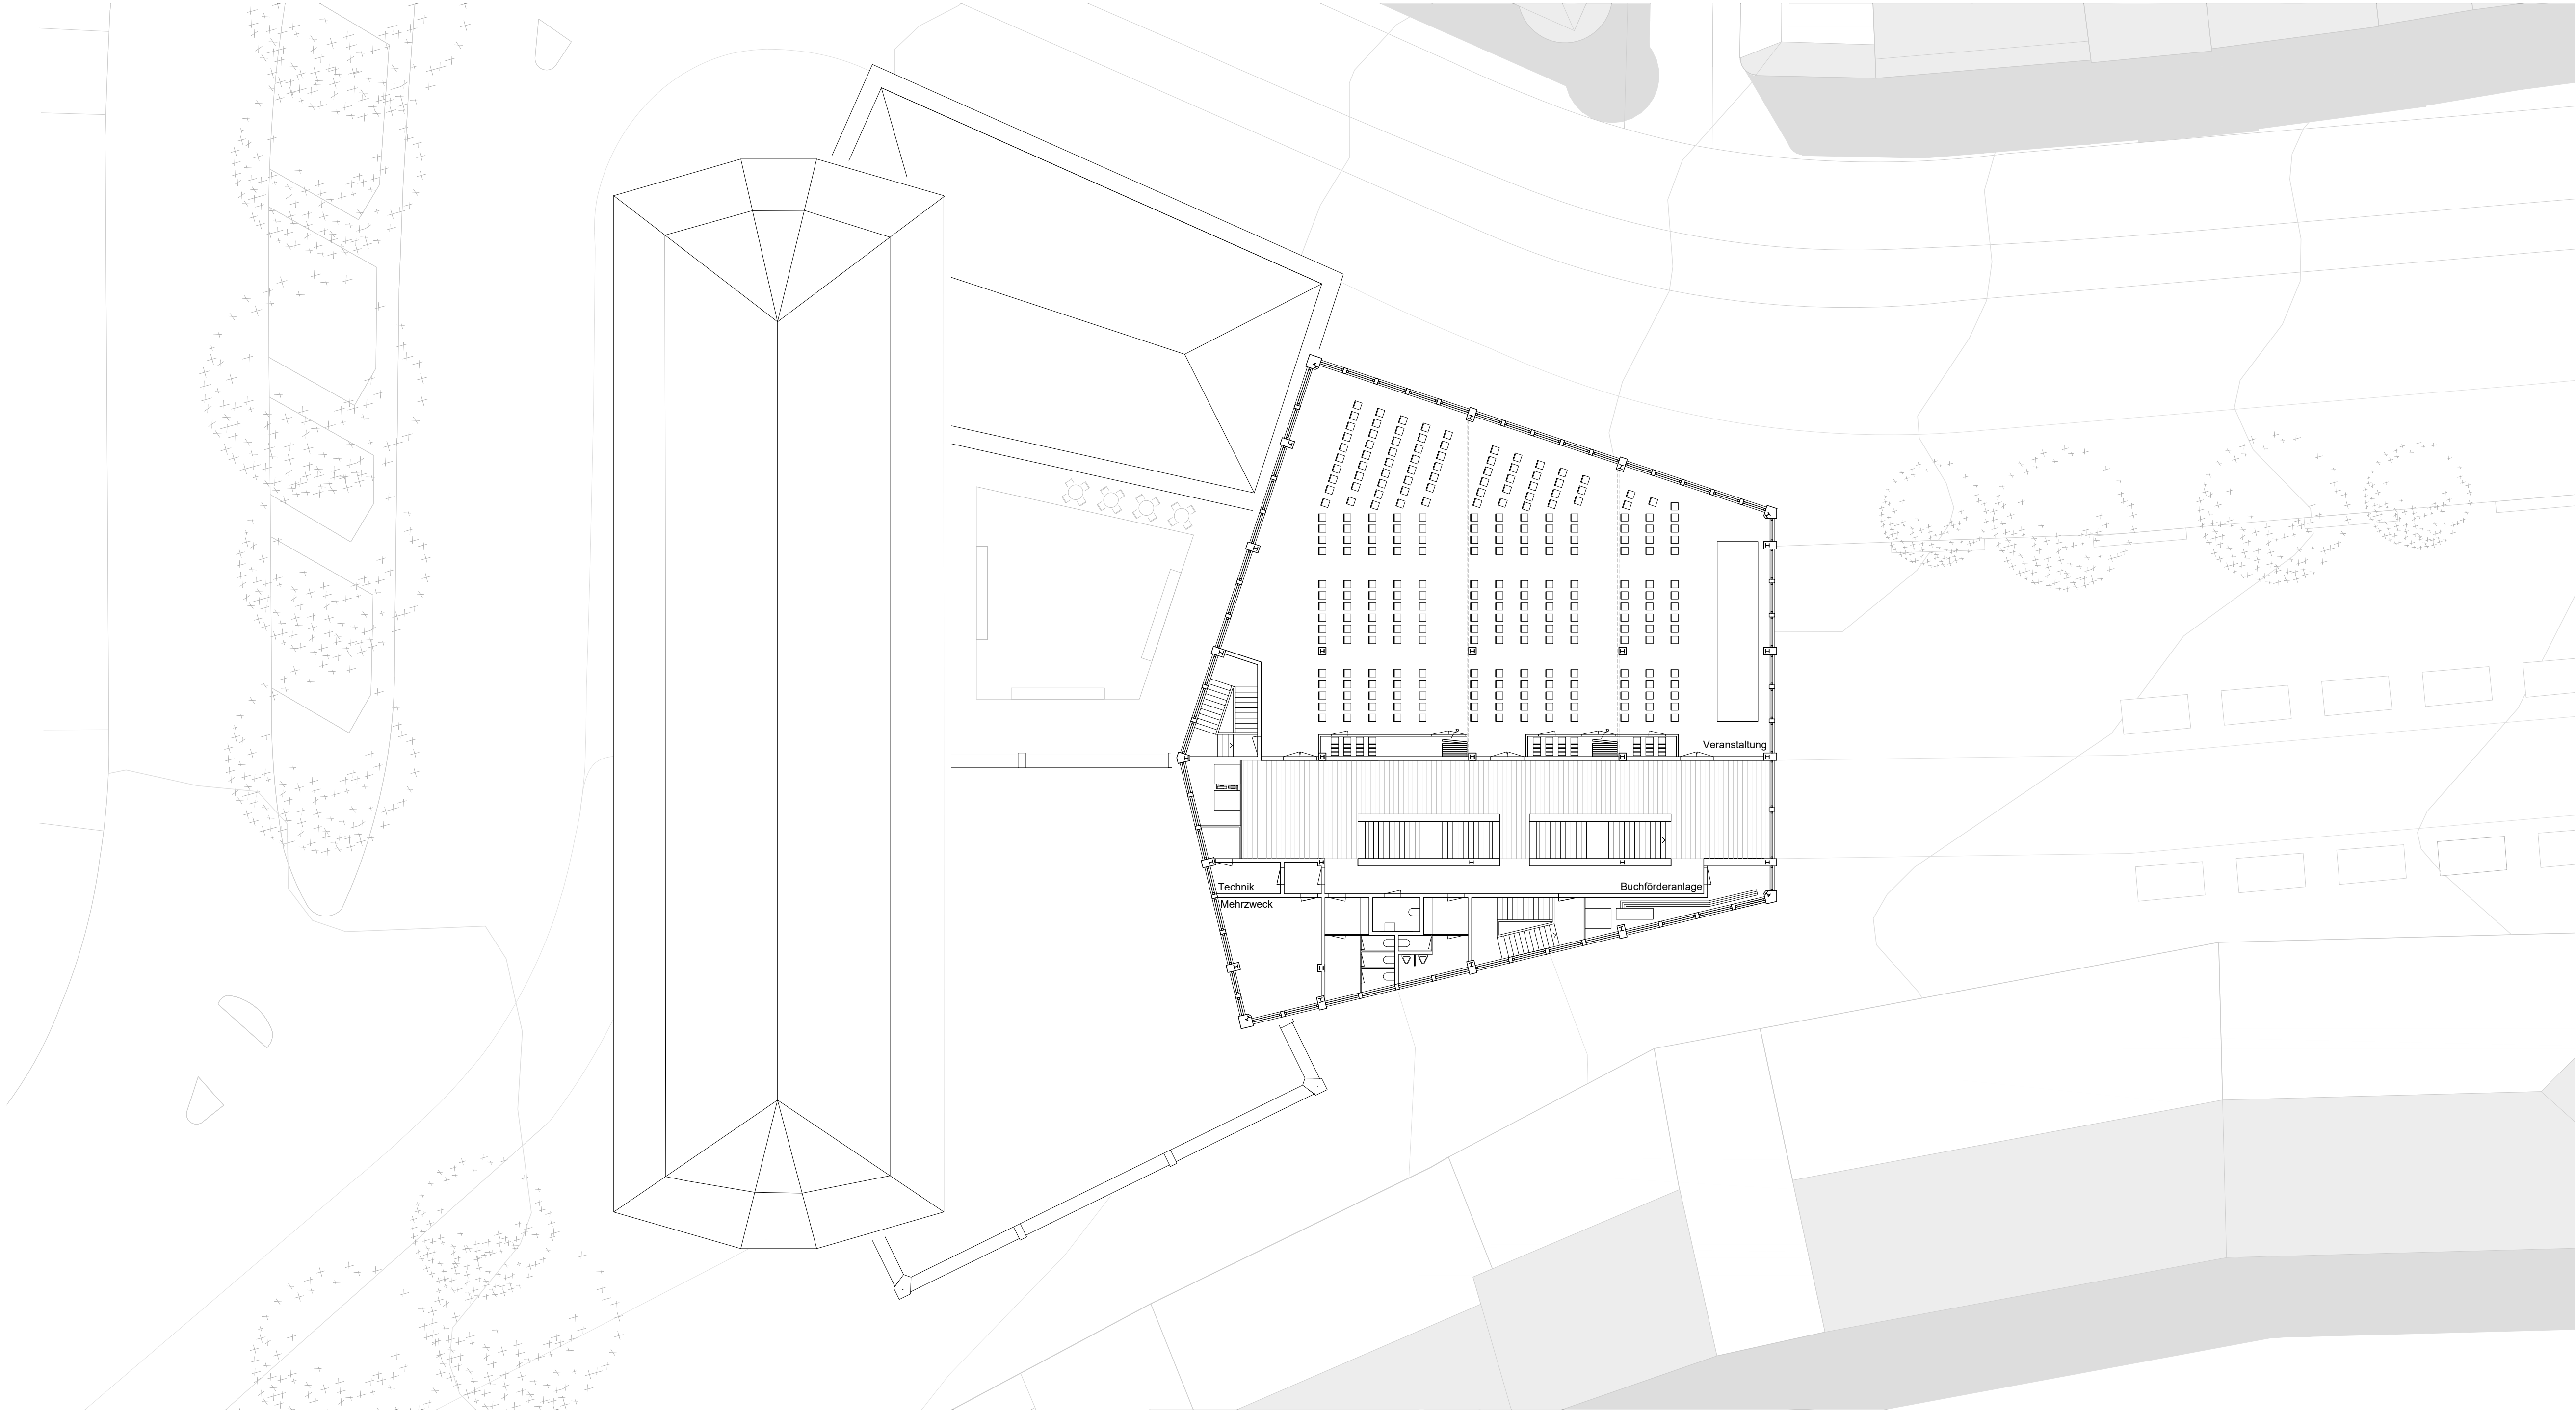 Veranstaltung
Technik
Buchförderanlage
Mehrzweck